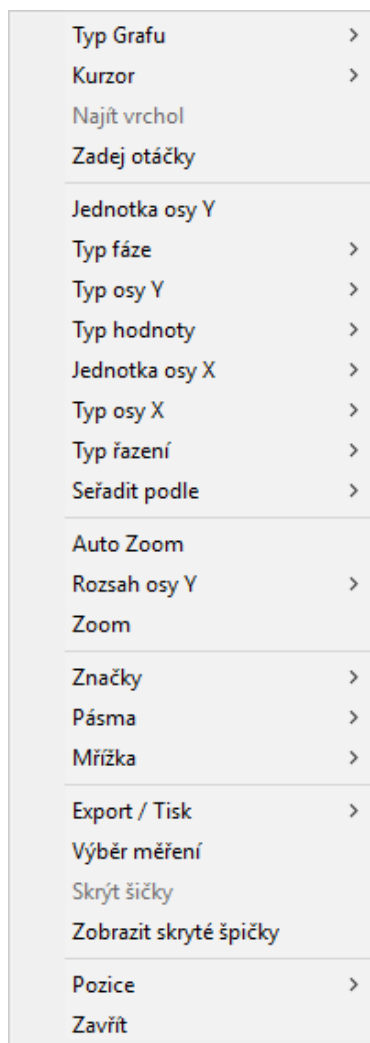 Typ Grafu
Kurzor
Najít vrchol
Zadej otáčky
Jednotka osy Y
Typ fáze
Typ osy Y
Typ hodnoty
Jednotka osy X
Typ osy X
Typ řazení
Seřadit podle
Auto Zoom
Rozsah osy Y
Zoom
Značky
Pásma
Mřížka
Export / Tisk
Výběr měření
Skrýt šičky
Zobrazit skryté špičky
Pozice
Zavřít